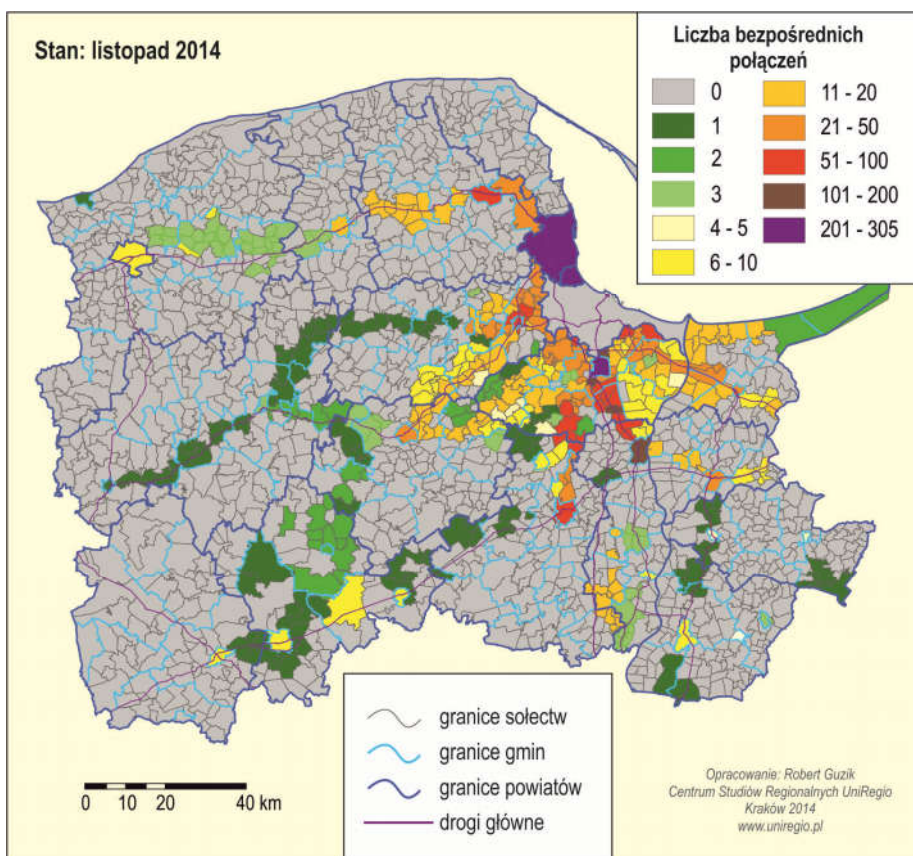 Stan: listopad 2014
Liczba bezpośrednich
połączeń
0
1
2
3
4 - 5
6 - 10
11 - 20
21 - 50
51 - 100
101 - 200
201 - 305
granice sołectw
granice gmin
granice powiatów
drogi główne
0 10 20 40 km
Opracowanie: Robert Guzik
Centrum Studiów Regionalnych UniRegio
Kraków 2014
www.uniregio.pl